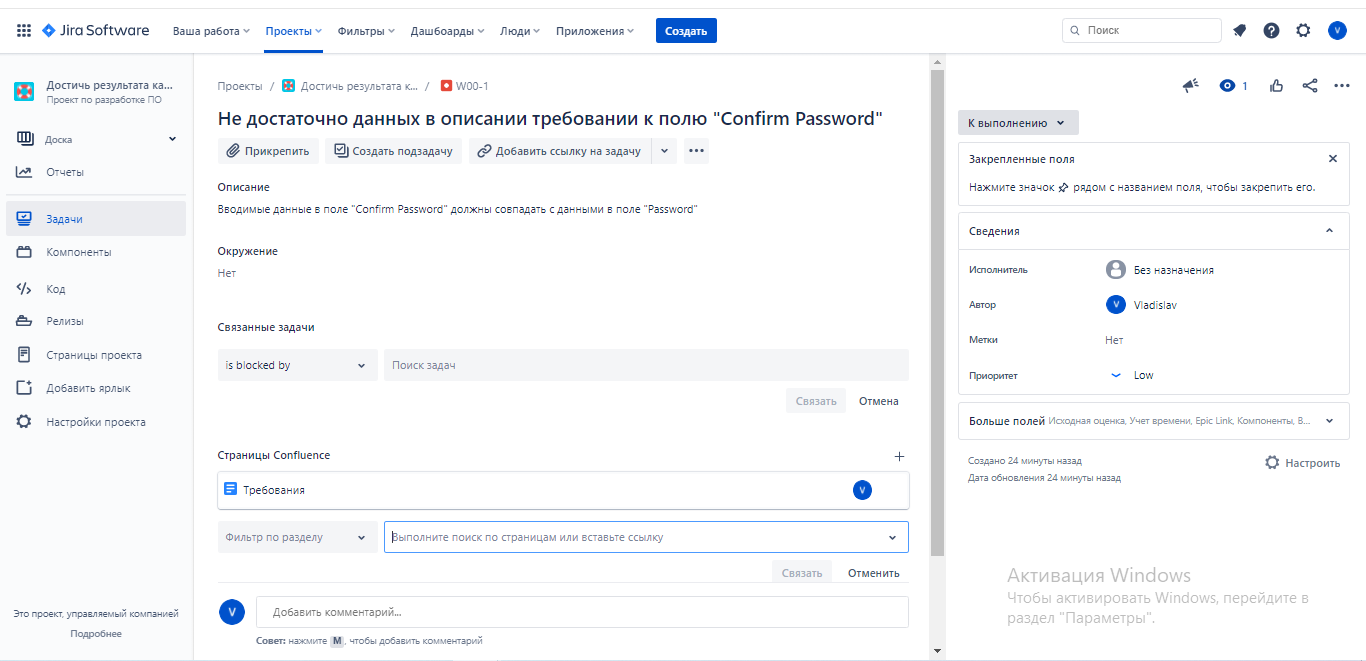 Jira Software Ваша работа Проекты Фильтры Дашбоарды Люди Приложения Создать Поиск V
Достичь результата ка...
Проект по разработке ПО
Доска
Отчеты
Задачи
Компоненты
Код
Релизы
Страницы проекта
Добавить ярлык
Настройки проекта
Это проект, управляемый компанией
Подробнее
Проекты / Достичь результата к... / W00-1
Не достаточно данных в описании требовании к полю "Confirm Password"
Прикрепить Создать подзадачу Добавить ссылку на задачу
Описание
Вводимые данные в поле "Confirm Password" должны совпадать с данными в поле "Password"
Окружение
Нет
Связанные задачи
is blocked by Поиск задач
Связать Отмена
Страницы Confluence
Требования V
Фильтр по разделу Выполните поиск по страницам или вставьте ссылку
Связать Отменить
V Добавить комментарий...
Совет: нажмите M, чтобы добавить комментарий
1
К выполнению
Закрепленные поля
Нажмите значок рядом с названием поля, чтобы закрепить его.
Сведения
Исполнитель Без назначения
Автор V Vladislav
Метки Нет
Приоритет Low
Больше полей Исходная оценка, Учет времени, Epic Link, Компоненты, В...
Создано 24 минуты назад
Дата обновления 24 минуты назад
Настроить
Активация Windows
Чтобы активировать Windows, перейдите в
раздел "Параметры".